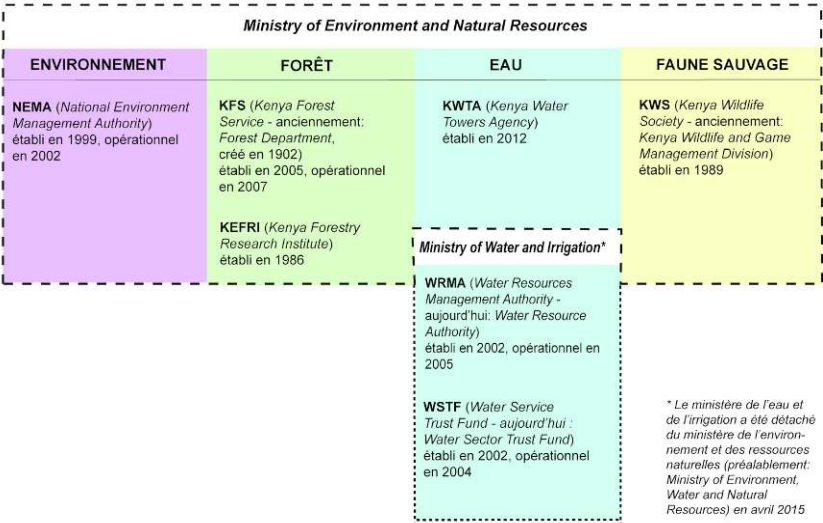 Ministry of Environment and Natural Resources
ENVIRONNEMENT
NEMA (National Environment
Management Authority)
établi en 1999, opérationnel
en 2002
FORÊT
KFS (Kenya Forest
Service - anciennement:
Forest Department,
créé en 1902)
établi en 2005, opérationnel
en 2007
KEFRI (Kenya Forestry
Research Institute)
établi en 1986
EAU
KWTA (Kenya Water
Towers Agency)
établi en 2012
Ministry of Water and Irrigation*
WRMA (Water Resources
Management Authority -
aujourd'hui: Water Resource
Authority)
établi en 2002, opérationnel en
2005
WSTF (Water Service
Trust Fund - aujourd'hui :
Water Sector Trust Fund)
établi en 2002, opérationnel
en 2004
FAUNE SAUVAGE
KWS (Kenya Wildlife
Society - anciennement:
Kenya Wildlife and Game
Management Division)
établi en 1989
* Le ministère de l'eau et
de l'irrigation a été détaché
du ministère de l'environ-
nement et des ressources
naturelles (préalablement:
Ministry of Environment,
Water and Natural
Resources) en avril 2015